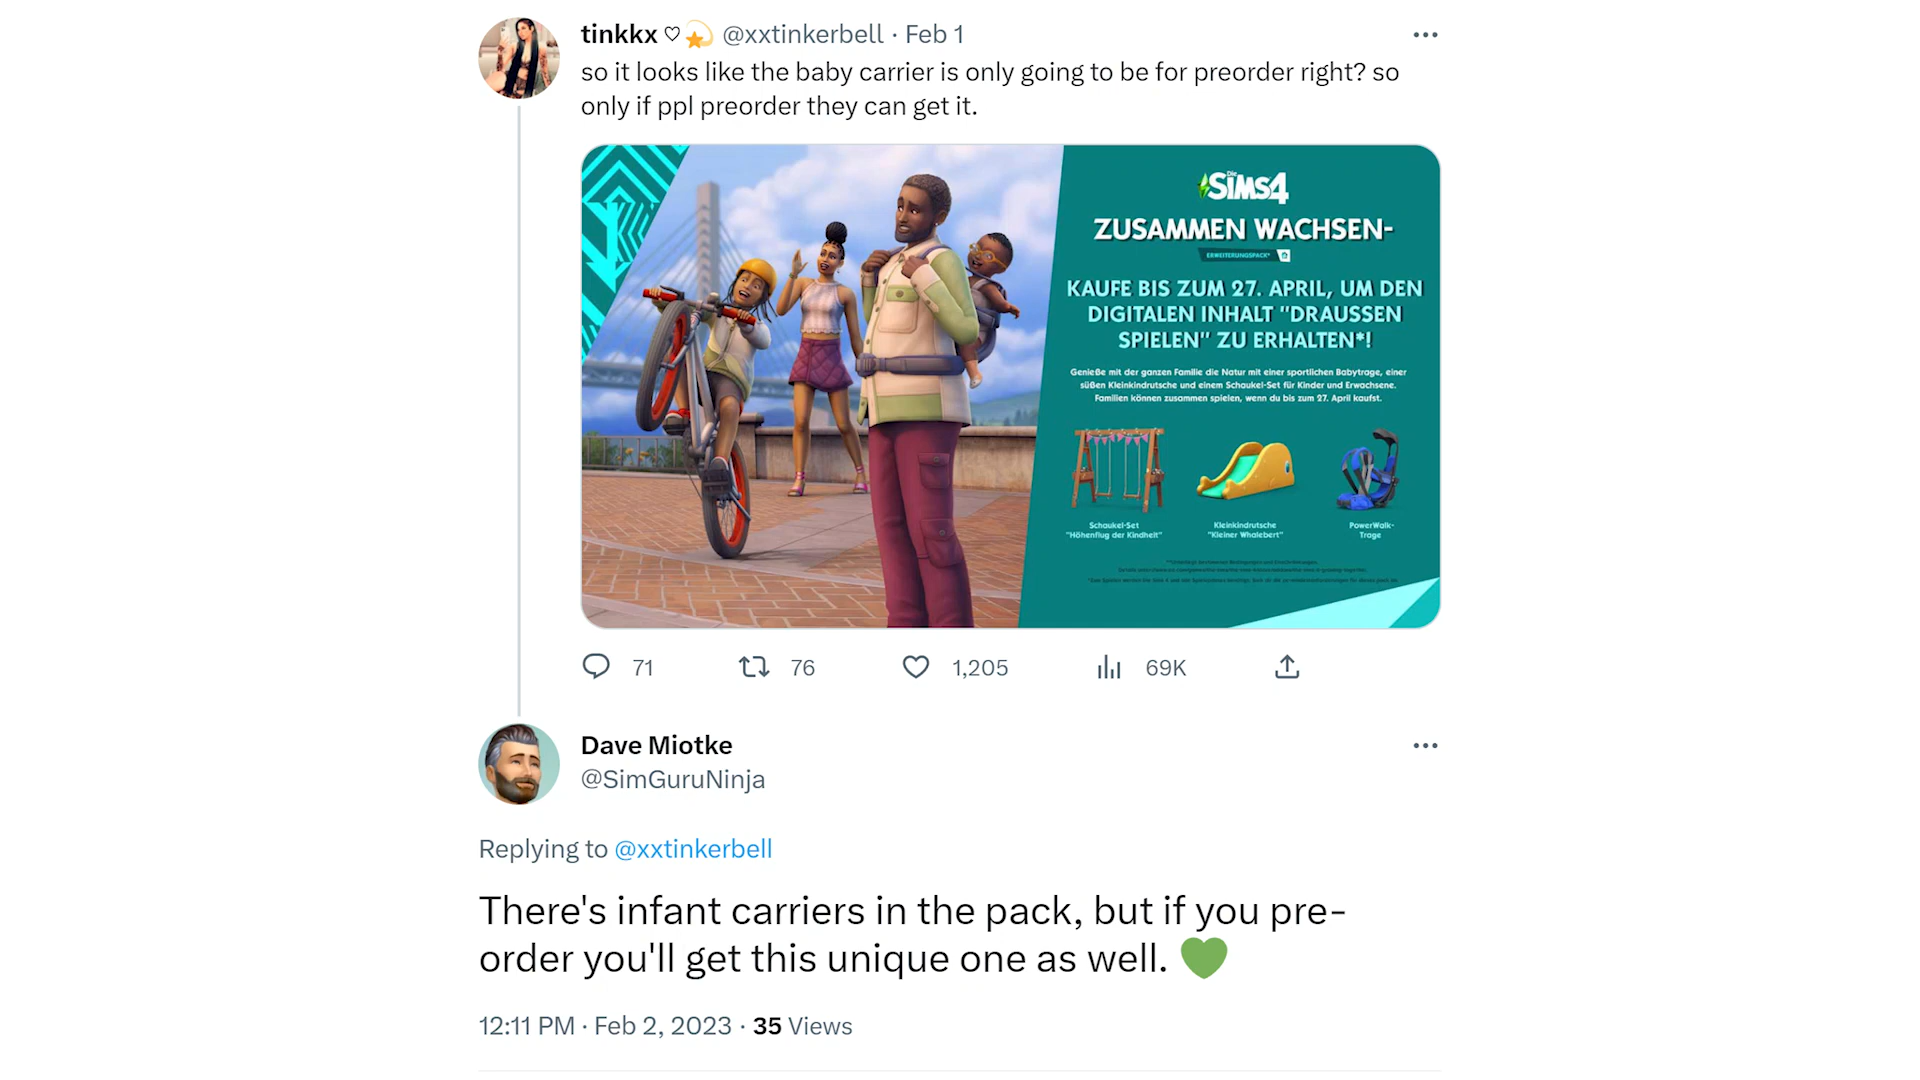 tinkkx ♡💫 @xxtinkerbell · Feb 1
so it looks like the baby carrier is only going to be for preorder right? so
only if ppl preorder they can get it.
Die
SIMS4
ZUSAMMEN WACHSEN-
ERWEITERUNGSPACK*
KAUFE BIS ZUM 27. APRIL, UM DEN
DIGITALEN INHALT "DRAUSSEN
SPIELEN" ZU ERHALTEN*!
Genieße mit der ganzen Familie die Natur mit einer sportlichen Babytrage, einer
süßen Kleinkindrutsche und einem Schaukel-Set für Kinder und Erwachsene.
Familien können zusammen spielen, wenn du bis zum 27. April kaufst.
Schaukel-Set
"Höhenflug der Kindheit"
Kleinkindrutsche
"Kleiner Whalebert"
PowerWalk-
Trage
71
76
1,205
69K
Dave Miotke
@SimGuruNinja
Replying to @xxtinkerbell
There's infant carriers in the pack, but if you pre-
order you'll get this unique one as well. 💚
12:11 PM · Feb 2, 2023 · 35 Views